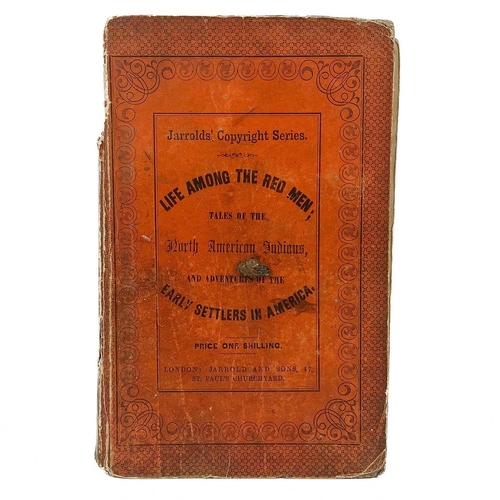 Jarrolds' Copyright Series.
LIFE AMONG THE RED MEN;
TALES OF THE
North American Indians,
AND ADVENTURES OF THE
EARLY SETTLERS IN AMERICA.
PRICE ONE SHILLING.
LONDON: JARROLD AND SONS, 47,
ST. PAUL'S CHURCHYARD.